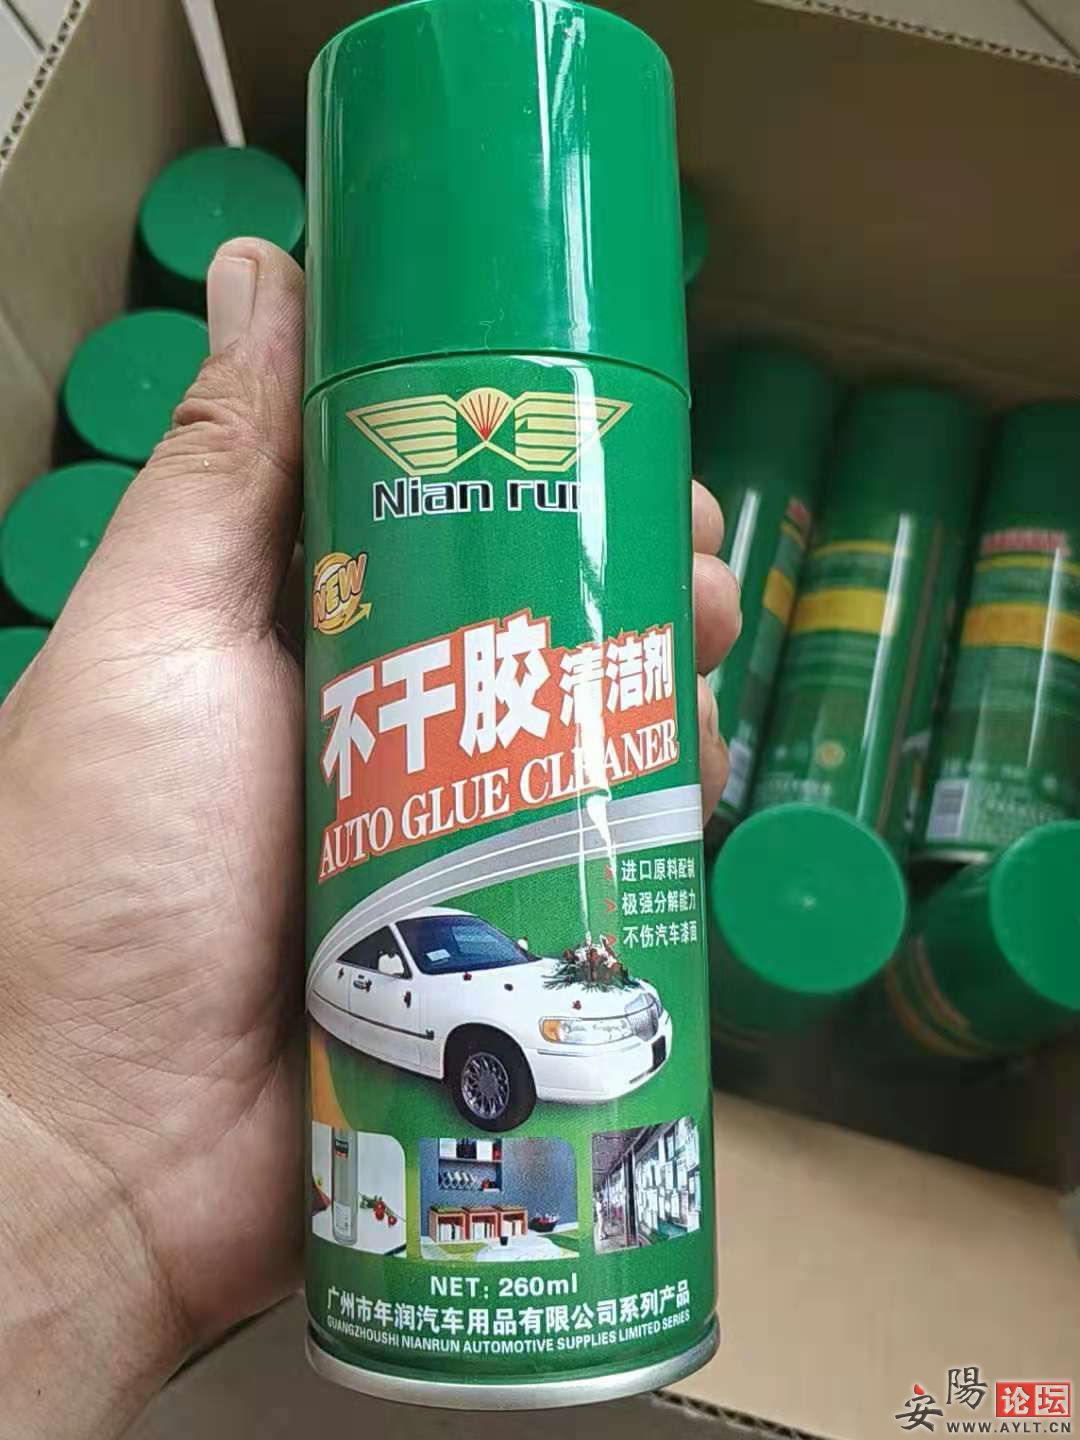 Nian run
NEW
不干胶清洁剂
AUTO GLUE CLEANER
进口原料配制
极强分解能力
不伤汽车漆面
NET: 260ml
广州市年润汽车用品有限公司系列产品
GUANGZHOUSHI NIANRUN AUTOMOTIVE SUPPLIES LIMITED SERIES
安陽论坛
WWW.AYLT.CN